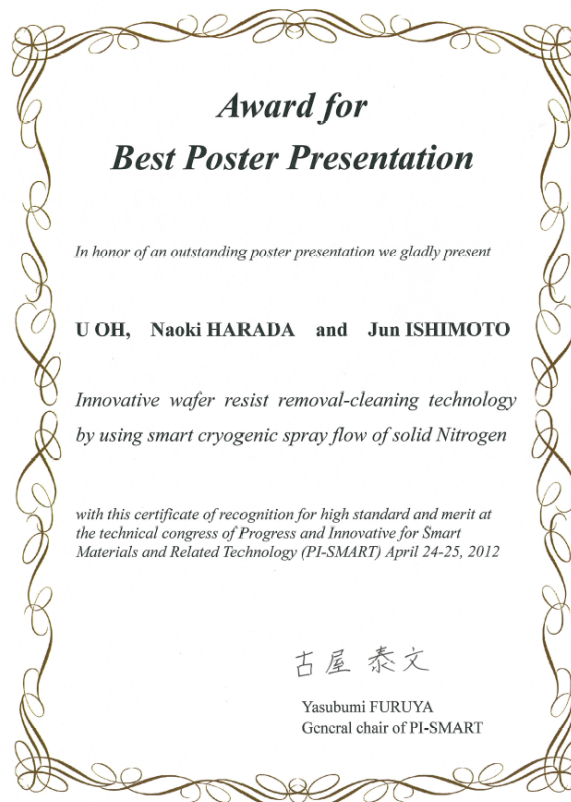 Award for
Best Poster Presentation
In honor of an outstanding poster presentation we gladly present
U OH, Naoki HARADA and Jun ISHIMOTO
Innovative wafer resist removal-cleaning technology
by using smart cryogenic spray flow of solid Nitrogen
with this certificate of recognition for high standard and merit at
the technical congress of Progress and Innovative for Smart
Materials and Related Technology (PI-SMART) April 24-25, 2012
古屋 泰文
Yasubumi FURUYA
General chair of PI-SMART